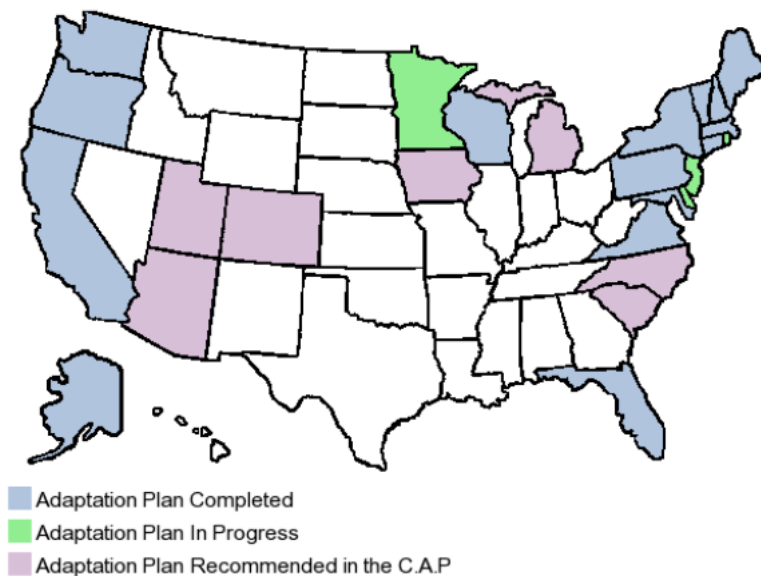 Adaptation Plan Completed
Adaptation Plan In Progress
Adaptation Plan Recommended in the C.A.P